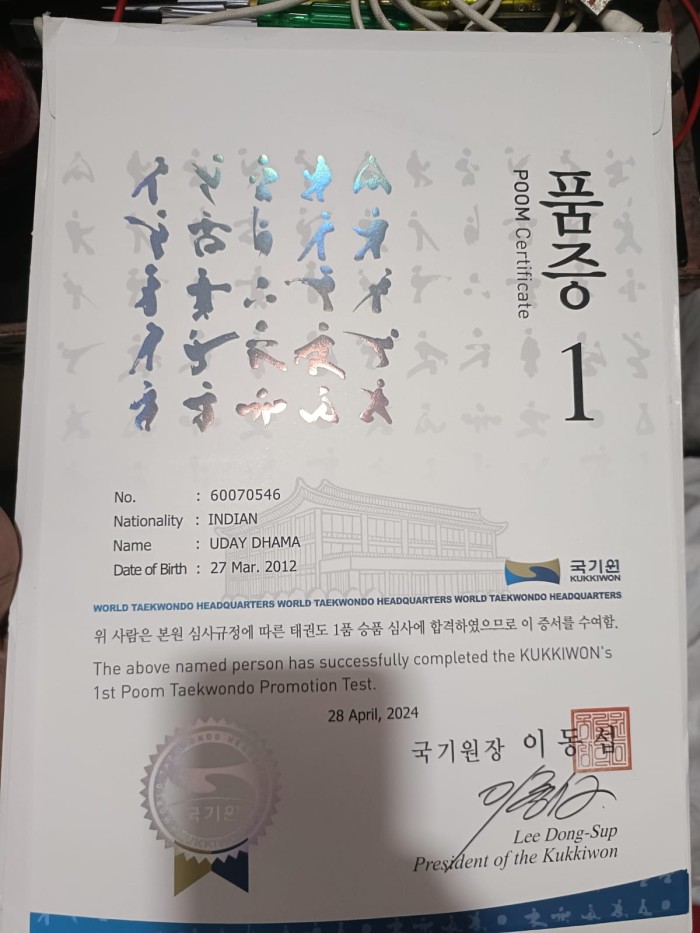 품증 1
POOM Certificate
No. : 60070546
Nationality : INDIAN
Name : UDAY DHAMA
Date of Birth : 27 Mar. 2012
국기원
KUKKIWON
WORLD TAEKWONDO HEADQUARTERS WORLD TAEKWONDO HEADQUARTERS WORLD TAEKWONDO HEADQUARTERS
위 사람은 본원 심사규정에 따른 태권도 1품 승품 심사에 합격하였으므로 이 증서를 수여함.
The above named person has successfully completed the KUKKIWON's
1st Poom Taekwondo Promotion Test.
28 April, 2024
국기원장 이동섭
Lee Dong-Sup
President of the Kukkiwon
국기원
KUKKIWON